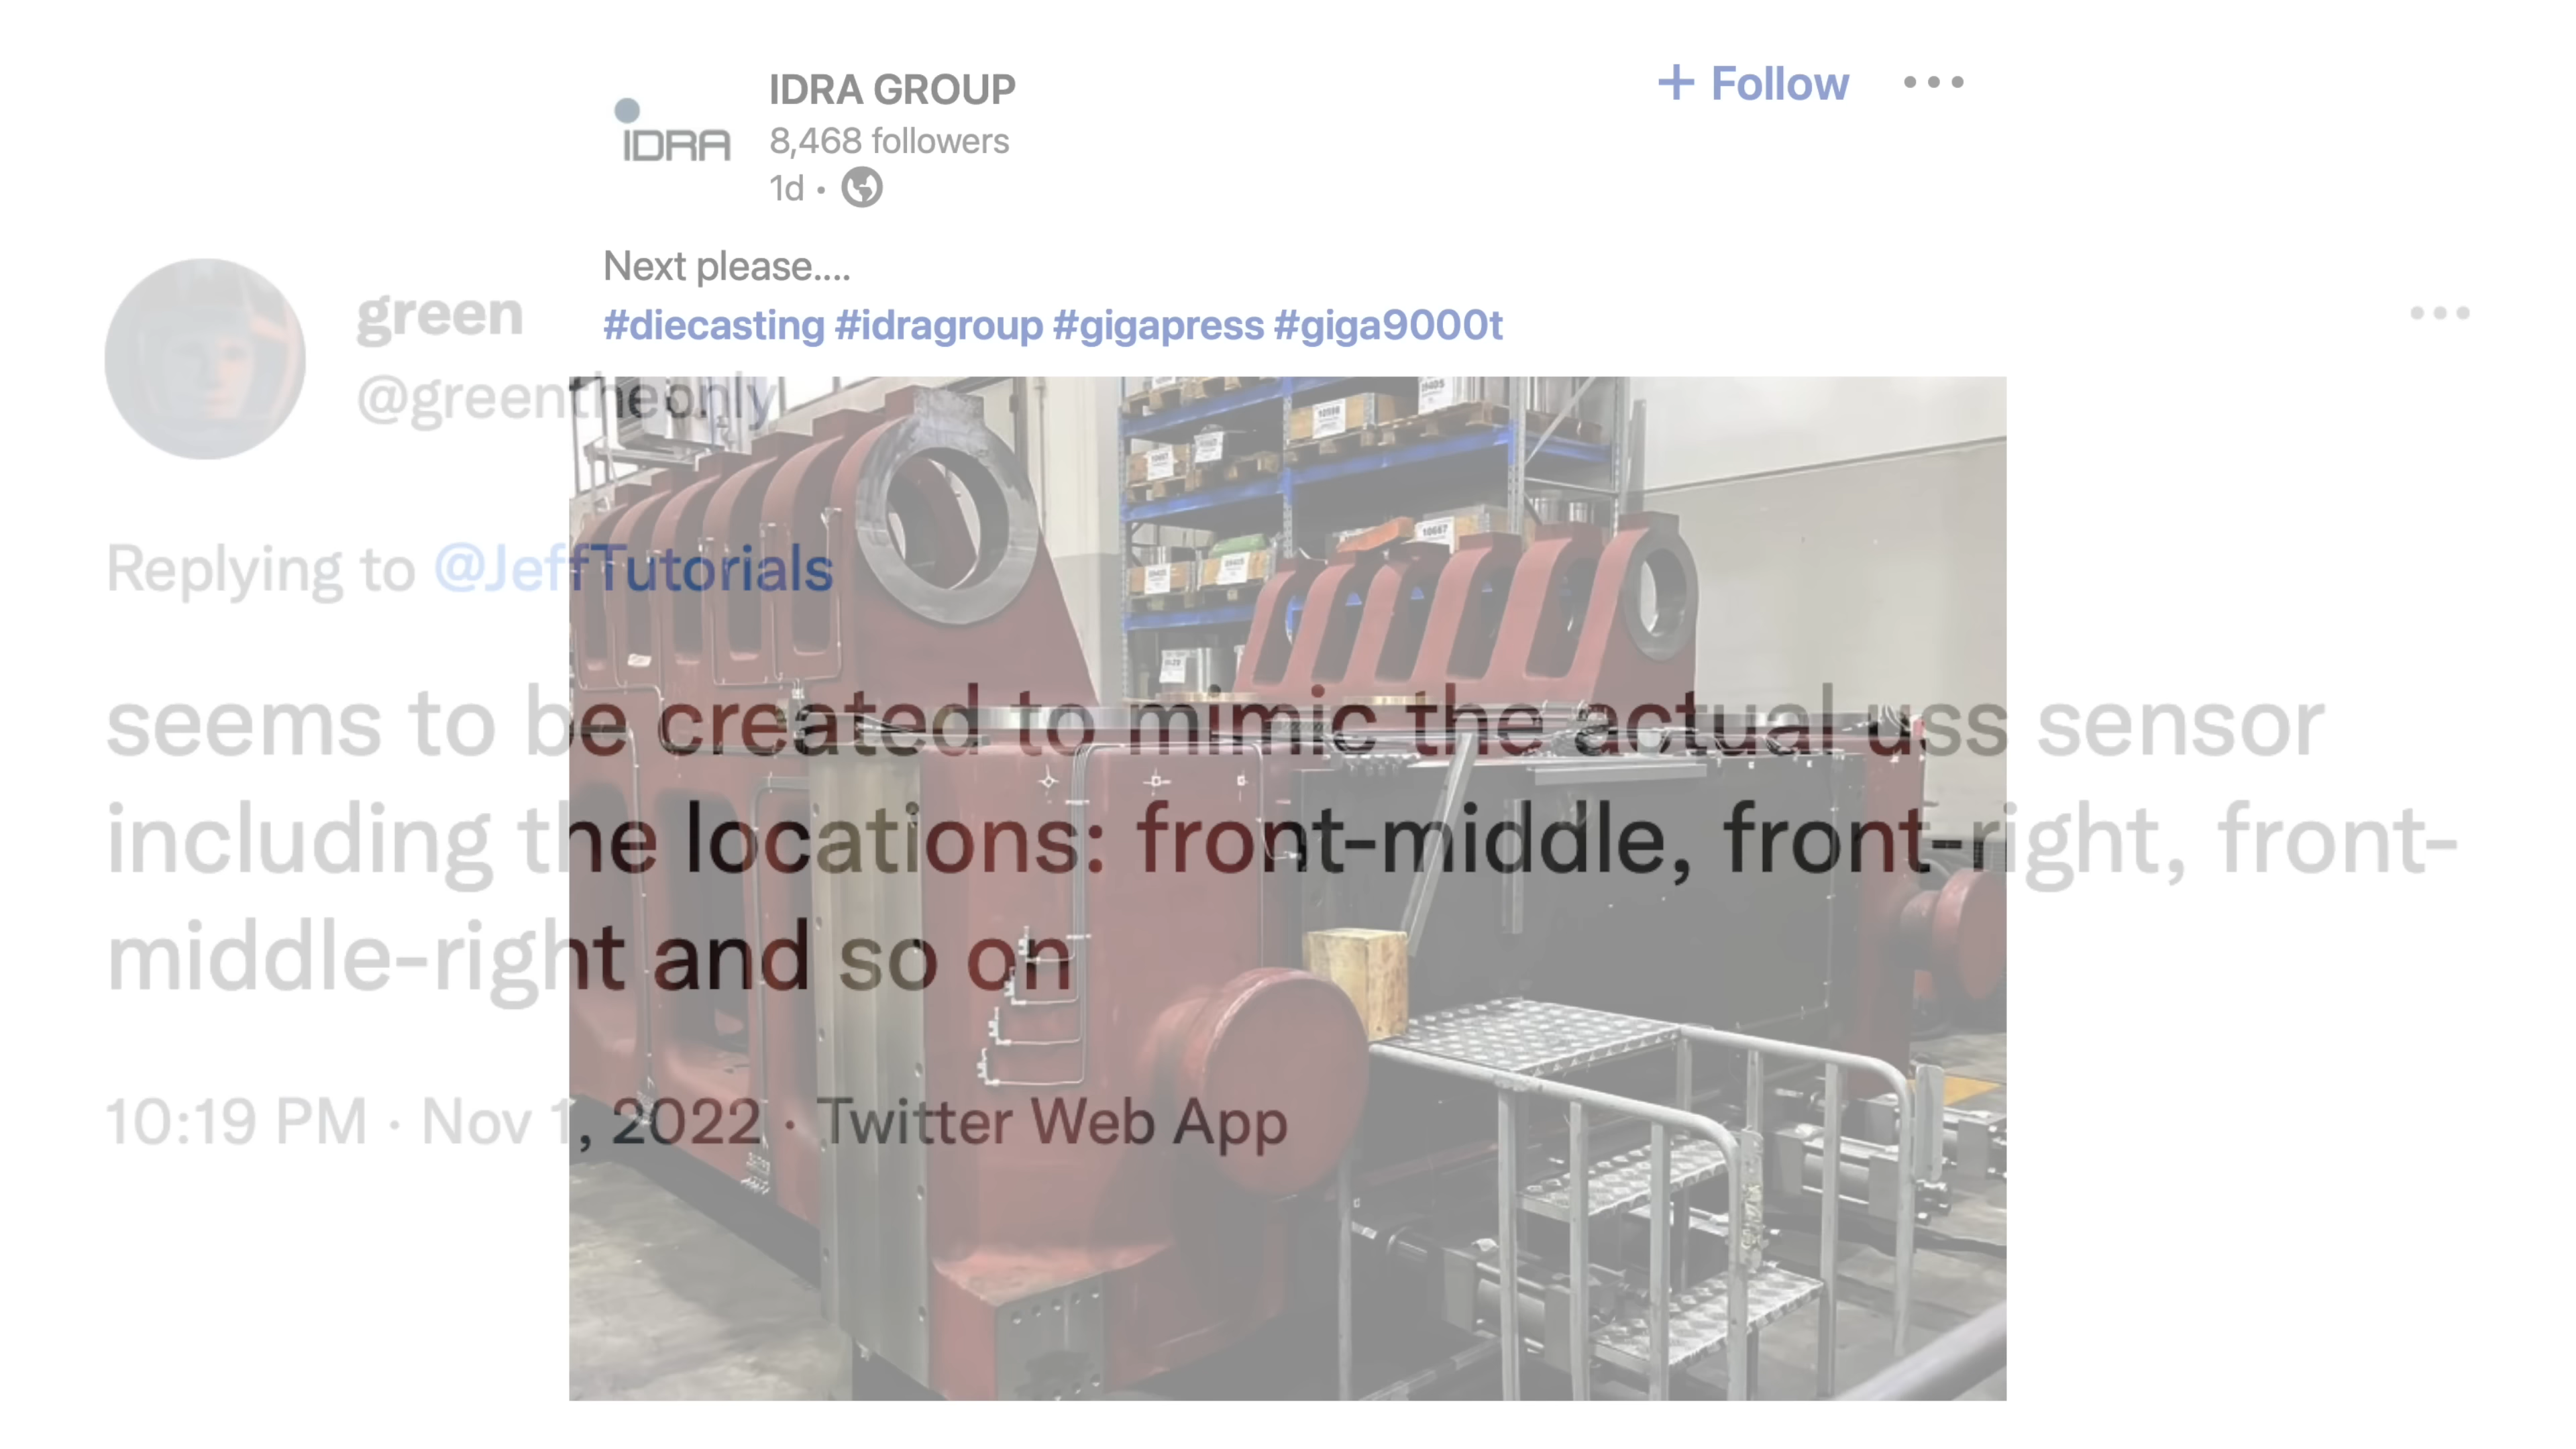 IDRA GROUP
+ Follow
IDRA
8,468 followers
1d •
Next please....
#diecasting #idragroup #gigapress #giga9000t
green
@greentheonly
Replying to @JeffTutorials
seems to be created to mimic the actual uss sensor
including the locations: front-middle, front-right, front-
middle-right and so on
10:19 PM · Nov 1, 2022 · Twitter Web App